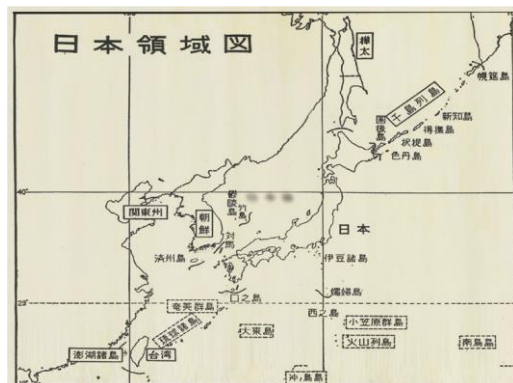 日本領域図
樺太
幌筵島
千島列島
新知島
得撫島
択捉島
国後島
色丹島
40
関東州
朝鮮
鬱陵島
竹島
日本
対馬
済州島
伊豆諸島
孀婦島
口之島
25
奄美群島
西之島
小笠原群島
琉球諸島
大東島
火山列島
南鳥島
澎湖諸島
台湾
沖ノ鳥島